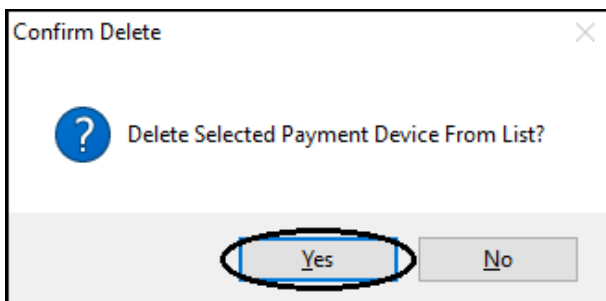 Confirm Delete
Delete Selected Payment Device From List?
Yes
No